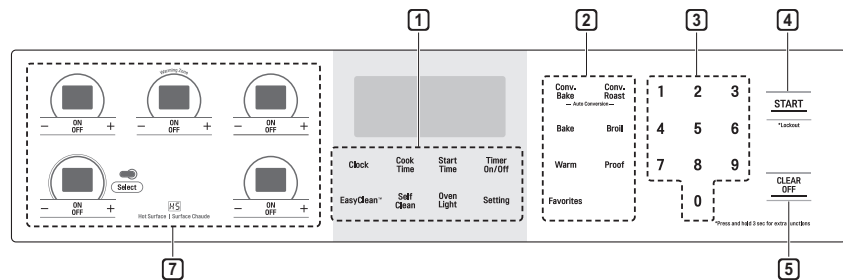 1
2
3
4
Warming Zone
ON
OFF
- +
ON
OFF
- +
ON
OFF
- +
Select
ON
OFF
- +
HS
Hot Surface | Surface Chaude
ON
OFF
- +
Clock Cook Time Start Time Timer On/Off
EasyClean™ Self Clean Oven Light Setting
Conv. Bake Conv. Roast
Auto Conversion
Bake Broil
Warm Proof
Favorites
1 2 3
4 5 6
7 8 9
0
START
*Lockout
CLEAR
OFF
*Press and hold 3 sec for extra functions
7
5